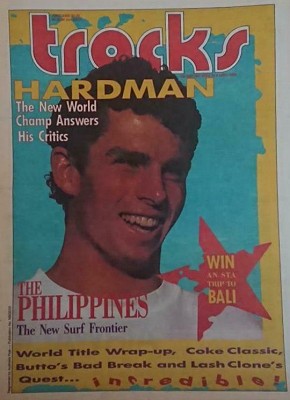 tracks
HARDMAN
The New World
Champ Answers
His Critics
WIN
AN STA
TRIP TO
BALI
THE
PHILIPPINES
The New Surf Frontier
World Title Wrap-up, Coke Classic,
Butto's Bad Break and Lash Clone's
Quest... incredible!